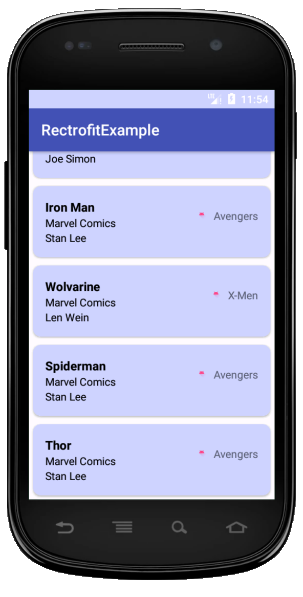 11:54
RectrofitExample
Joe Simon
Iron Man
Avengers
Marvel Comics
Stan Lee
Wolvarine
X-Men
Marvel Comics
Len Wein
Spiderman
Avengers
Marvel Comics
Stan Lee
Thor
Avengers
Marvel Comics
Stan Lee